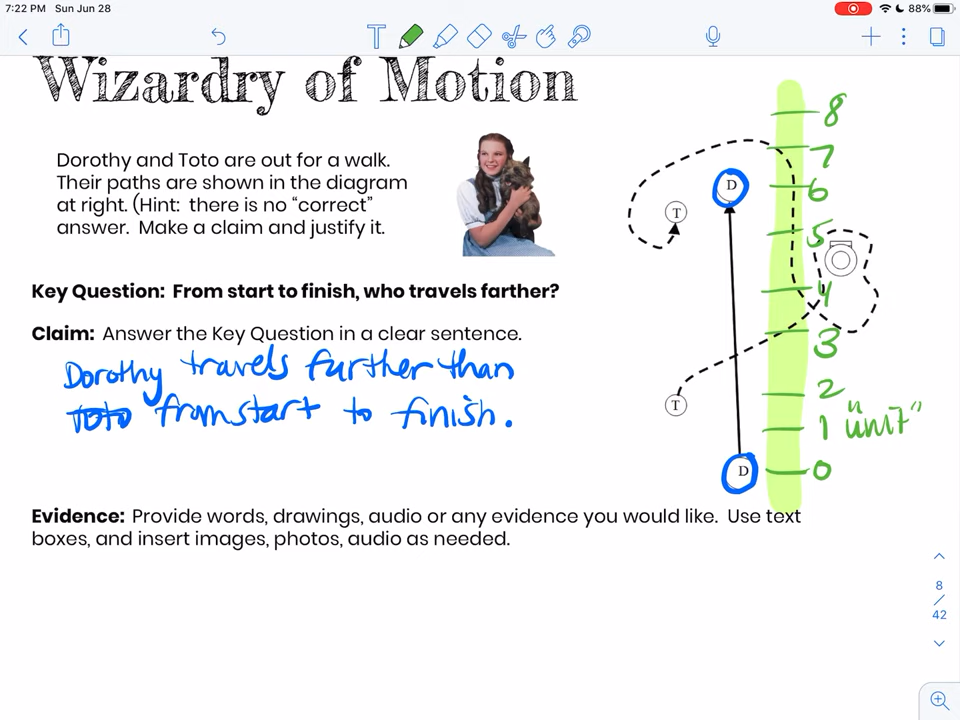 7:22 PM Sun Jun 28
88%
Wizardry of Motion
Dorothy and Toto are out for a walk.
Their paths are shown in the diagram
at right. (Hint: there is no “correct”
answer. Make a claim and justify it.
Key Question: From start to finish, who travels farther?
Claim: Answer the Key Question in a clear sentence.
Dorothy travels further than
Toto from start to finish.
Evidence: Provide words, drawings, audio or any evidence you would like. Use text
boxes, and insert images, photos, audio as needed.
T
D
T
D
8
7
6
5
4
3
2
1 "unit"
0
8
/
42